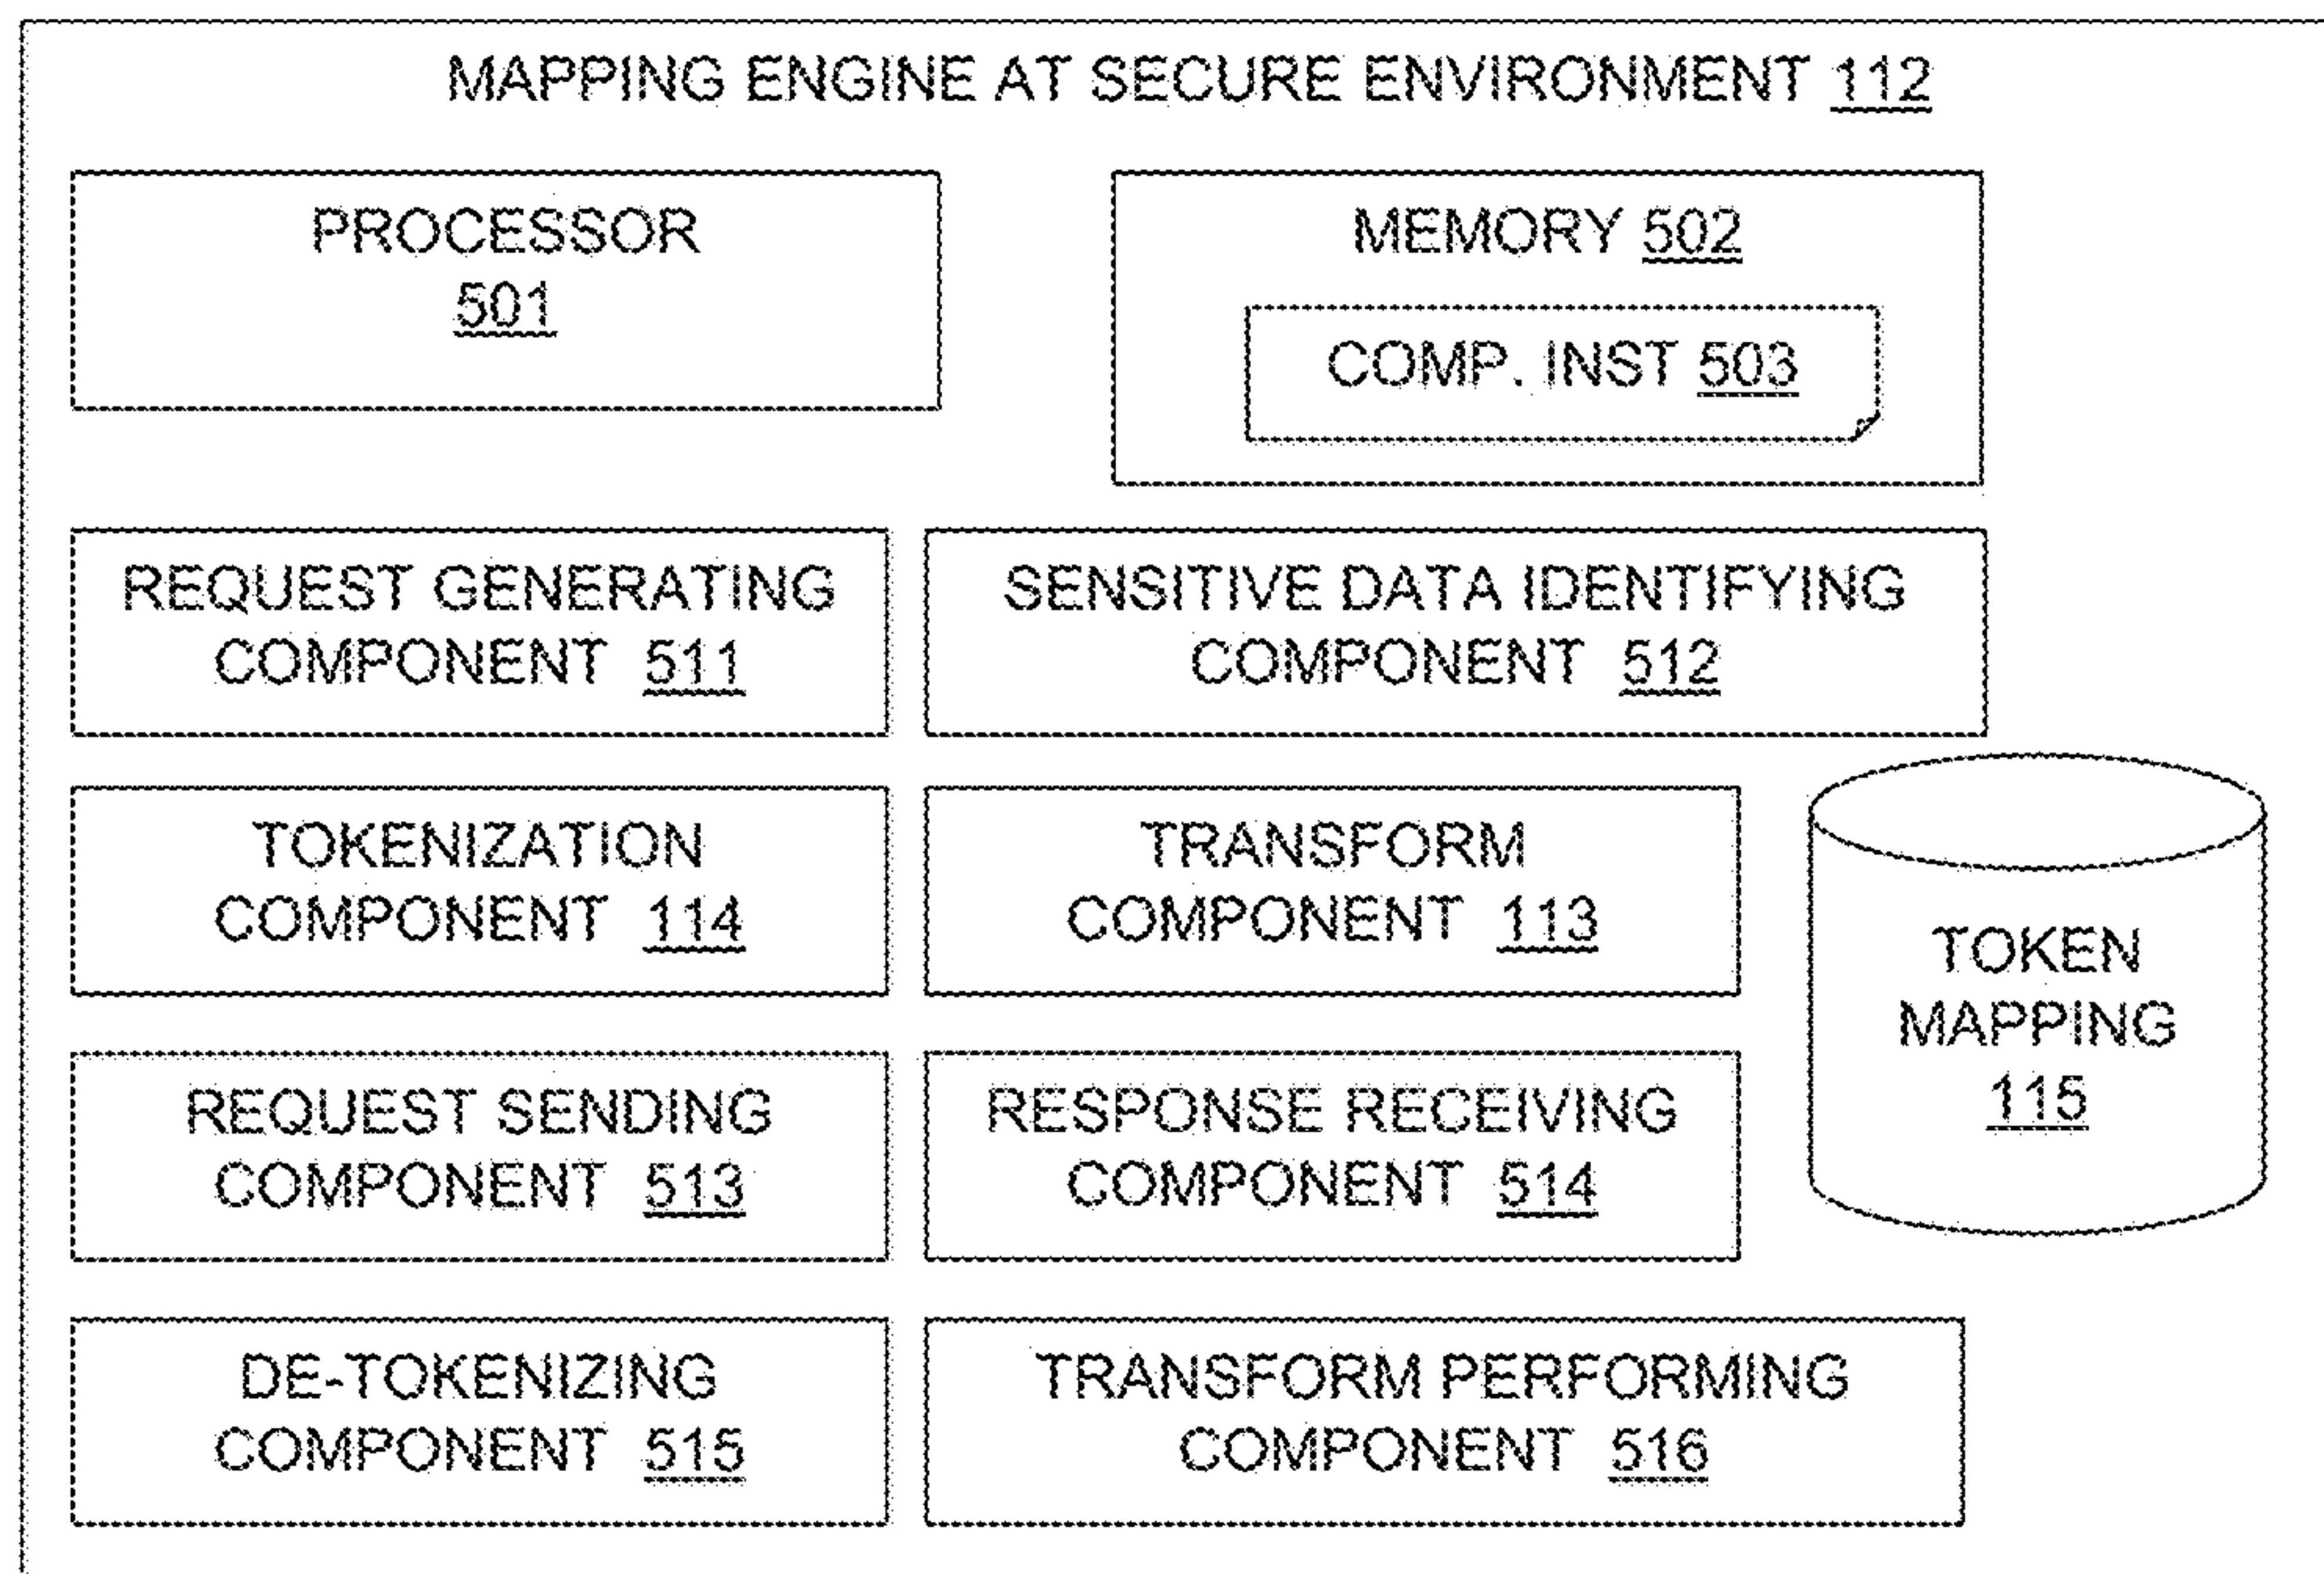 MAPPING ENGINE AT SECURE ENVIRONMENT 112
PROCESSOR
501
MEMORY 502
COMP. INST 503
REQUEST GENERATING
COMPONENT 511
SENSITIVE DATA IDENTIFYING
COMPONENT 512
TOKENIZATION
COMPONENT 114
TRANSFORM
COMPONENT 113
TOKEN
MAPPING
115
REQUEST SENDING
COMPONENT 513
RESPONSE RECEIVING
COMPONENT 514
DE-TOKENIZING
COMPONENT 515
TRANSFORM PERFORMING
COMPONENT 516